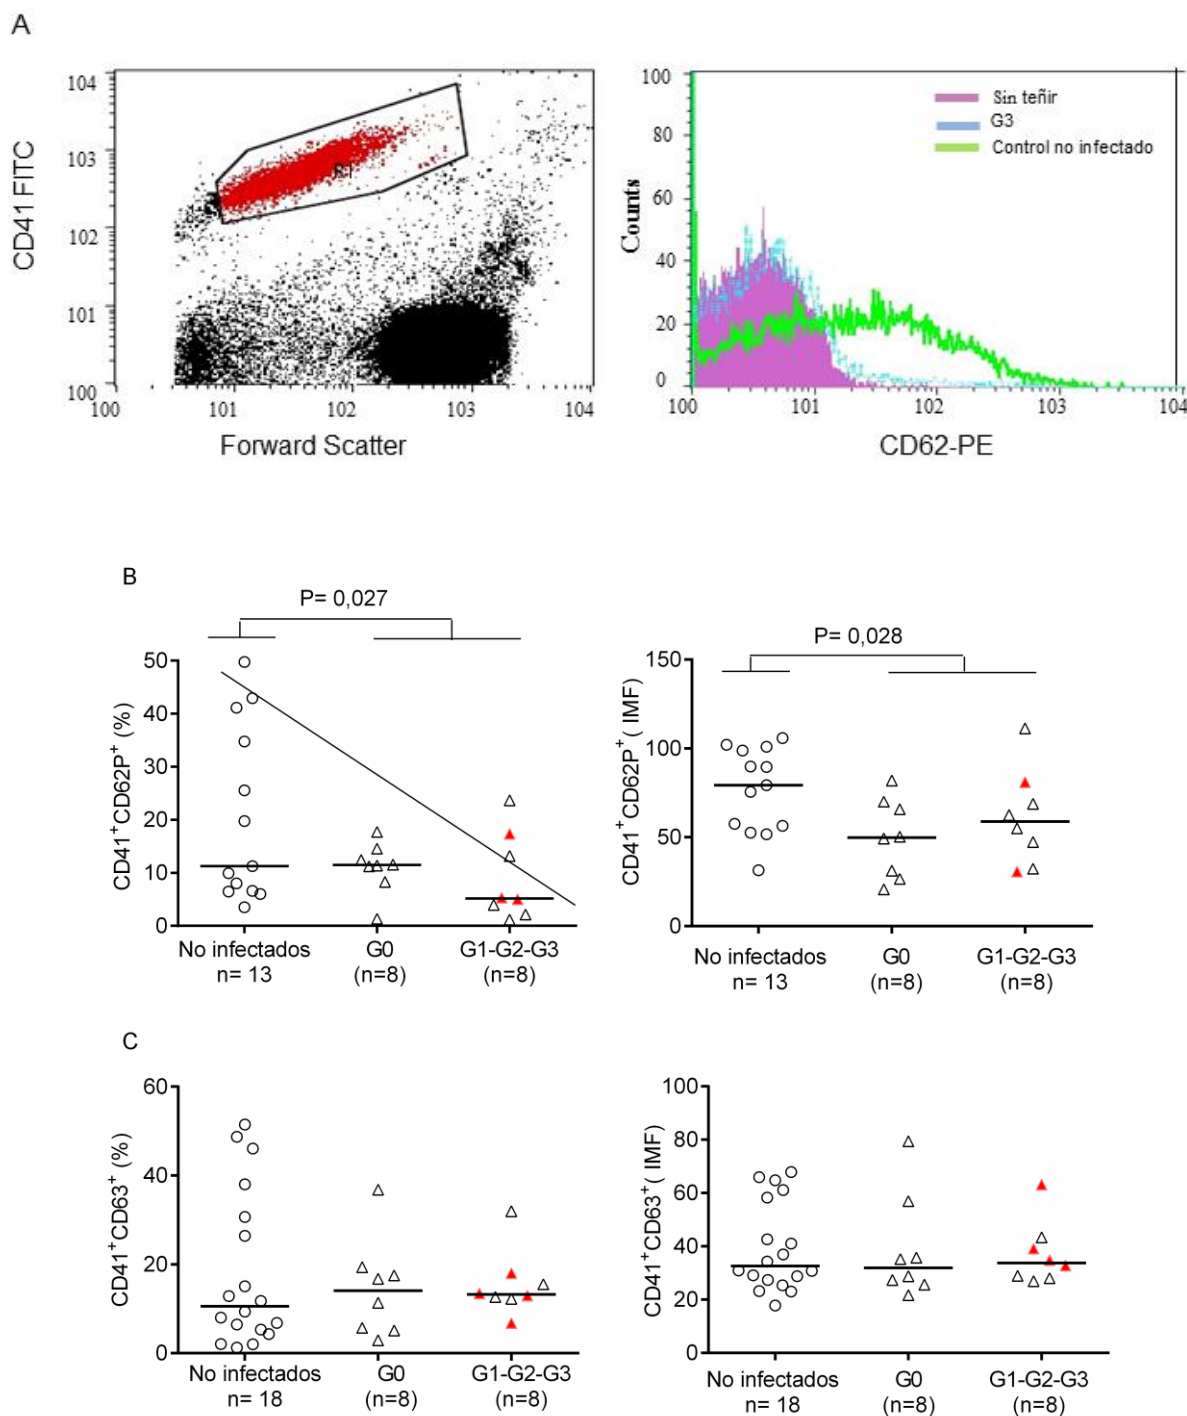 A
104
103
102
101
100
CD41 FITC
100
101
102
103
104
Forward Scatter
100
80
60
40
20
0
Counts
Sin teñir
G3
Control no infectado
100
101
102
103
104
CD62-PE
B
P= 0,027
50
40
30
20
10
0
CD41+CD62P+ (%)
No infectados
n= 13
G0
(n=8)
G1-G2-G3
(n=8)
P= 0,028
150
100
50
0
CD41+CD62P+( IMF)
No infectados
n= 13
G0
(n=8)
G1-G2-G3
(n=8)
C
60
40
20
0
CD41+CD63+ (%)
No infectados
n= 18
G0
(n=8)
G1-G2-G3
(n=8)
100
80
60
40
20
0
CD41+CD63+( IMF)
No infectados
n= 18
G0
(n=8)
G1-G2-G3
(n=8)